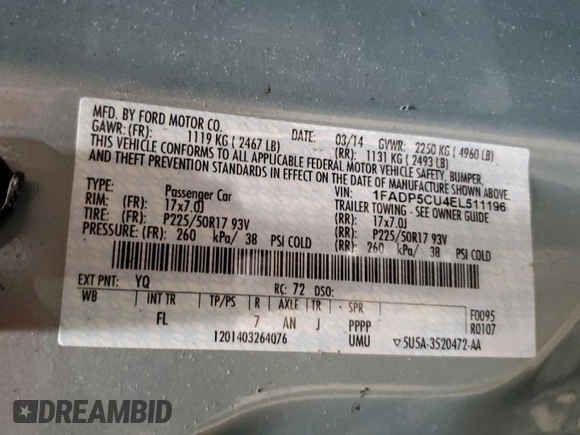 MFD. BY FORD MOTOR CO.
DATE: 03/14 GVWR: 2250 KG ( 4960 LB)
GAWR: (FR): 1119 KG ( 2467 LB) (RR): 1131 KG ( 2493 LB)
THIS VEHICLE CONFORMS TO ALL APPLICABLE FEDERAL MOTOR VEHICLE SAFETY, BUMPER,
AND THEFT PREVENTION STANDARDS IN EFFECT ON THE DATE OF MANUFACTURE SHOWN ABOVE.
VIN: 1FADP5CU4EL511196
TYPE: Passenger Car TRAILER TOWING - SEE OWNERS GUIDE
RIM: (FR): 17x7.0J (RR): 17x7.0J
TIRE: (FR): P225/50R17 93V (RR): P225/50R17 93V
PRESSURE: (FR): 260 kPa/ 38 PSI COLD (RR): 260 kPa/ 38 PSI COLD
EXT PNT: YQ RC: 72 DSO:
WB INT TR TP/PS R AXLE TR SPR F0095
FL 7 AN J PPPP R0107
1201403264076 UMU 5U5A-3520472-AA
DREAMBID